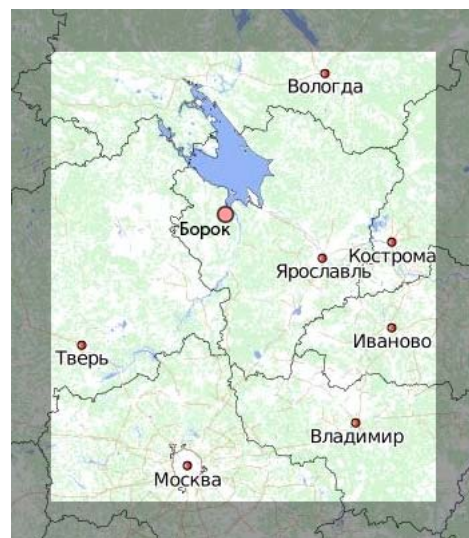 Вологда
Борок
Кострома
Ярославль
Иваново
Тверь
Владимир
Москва